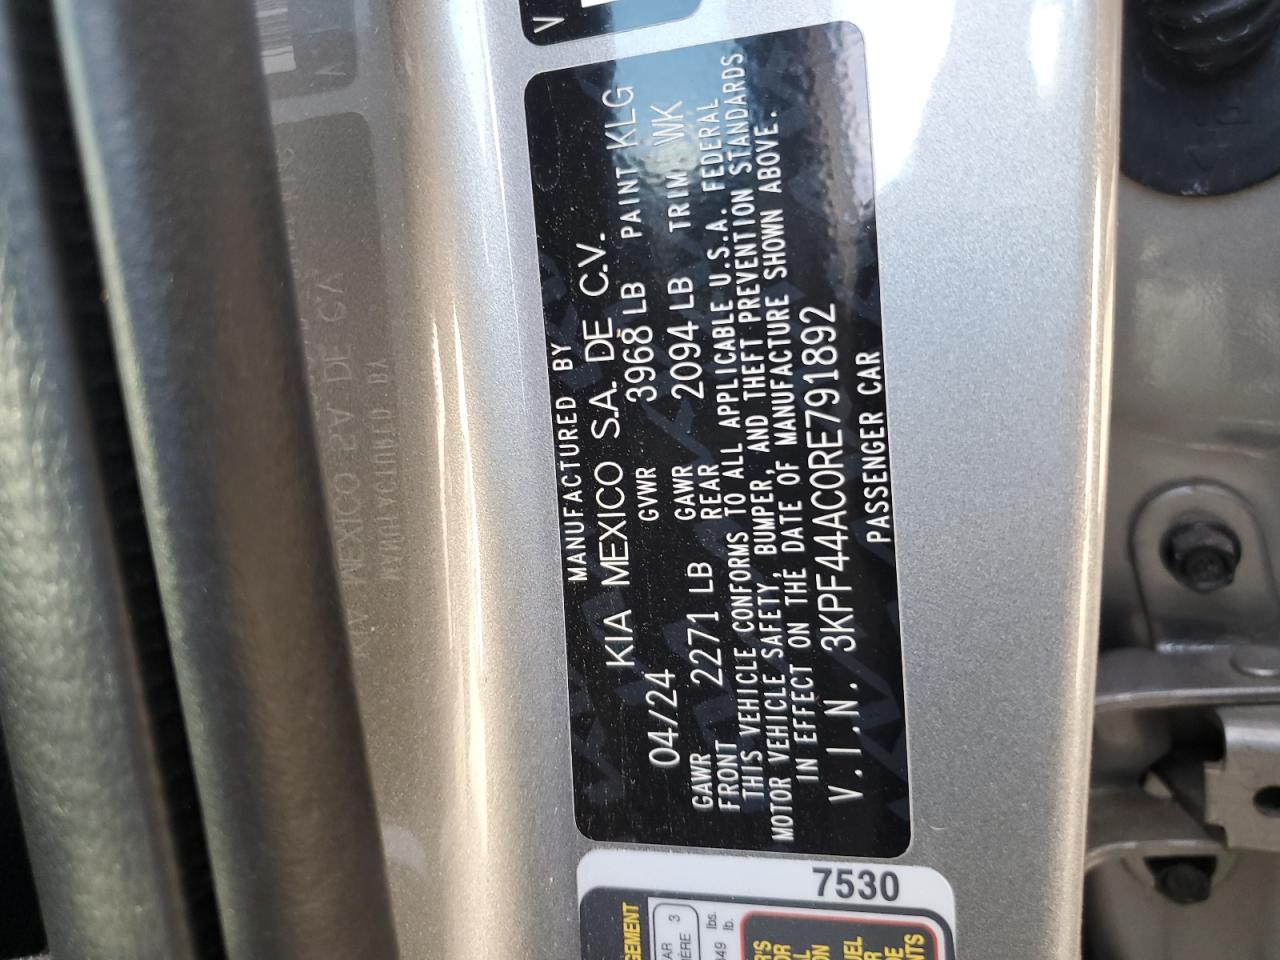 MANUFACTURED BY
KIA MEXICO S.A. DE C.V.
04/24 GVWR 3968 LB PAINT KLG
GAWR FRONT 2271 LB GAWR REAR 2094 LB TRIM WK
THIS VEHICLE CONFORMS TO ALL APPLICABLE U.S.A. FEDERAL
MOTOR VEHICLE SAFETY, BUMPER, AND THEFT PREVENTION STANDARDS
IN EFFECT ON THE DATE OF MANUFACTURE SHOWN ABOVE.
V.I.N. 3KPF44AC0RE791892
PASSENGER CAR
7530